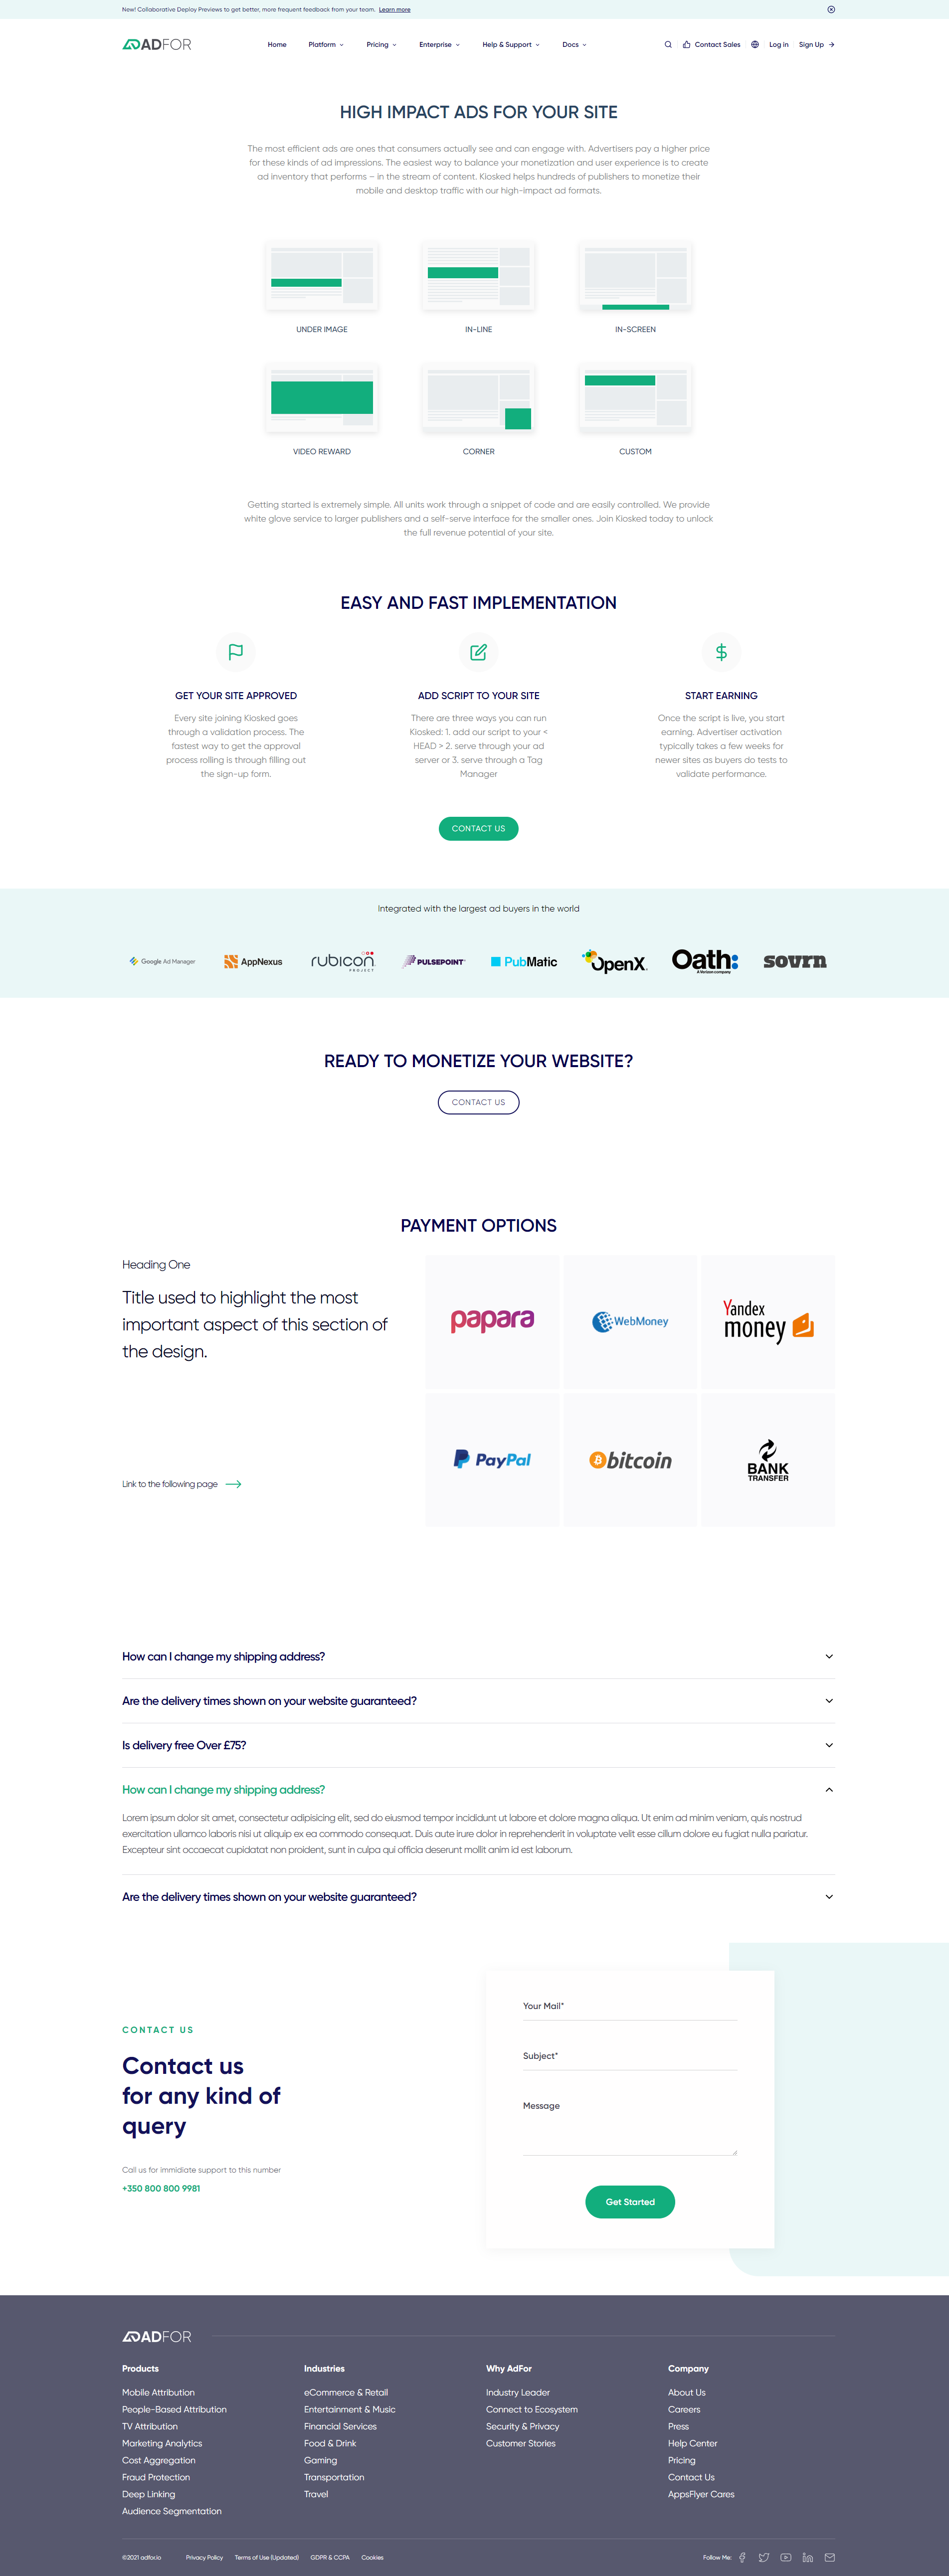 New! Collaborative Deploy Previews to get better, more frequent feedback from your team. Learn more
ADFOR
Home Platform Pricing Enterprise Help & Support Docs Contact Sales Log in Sign Up
HIGH IMPACT ADS FOR YOUR SITE
The most efficient ads are ones that consumers actually see and can engage with. Advertisers pay a higher price
for these kinds of ad impressions. The easiest way to balance your monetization and user experience is to create
ad inventory that performs – in the stream of content. Kiosked helps hundreds of publishers to monetize their
mobile and desktop traffic with our high-impact ad formats.
UNDER IMAGE IN-LINE IN-SCREEN
VIDEO REWARD CORNER CUSTOM
Getting started is extremely simple. All units work through a snippet of code and are easily controlled. We provide
white glove service to larger publishers and a self-serve interface for the smaller ones. Join Kiosked today to unlock
the full revenue potential of your site.
EASY AND FAST IMPLEMENTATION
GET YOUR SITE APPROVED
Every site joining Kiosked goes
through a validation process. The
fastest way to get the approval
process rolling is through filling out
the sign-up form.
ADD SCRIPT TO YOUR SITE
There are three ways you can run
Kiosked: 1. add our script to your <
HEAD > 2. serve through your ad
server or 3. serve through a Tag
Manager
START EARNING
Once the script is live, you start
earning. Advertiser activation
typically takes a few weeks for
newer sites as buyers do tests to
validate performance.
CONTACT US
Integrated with the largest ad buyers in the world
Google Ad Manager
AppNexus
rubicon
PROJECT
PULSEPOINT
PubMatic
OpenX
Oath:
A Verizon company
sovrn
READY TO MONETIZE YOUR WEBSITE?
CONTACT US
PAYMENT OPTIONS
Heading One
Title used to highlight the most
important aspect of this section of
the design.
Link to the following page
papara
WebMoney
Yandex
money
PayPal
bitcoin
BANK
TRANSFER
How can I change my shipping address?
Are the delivery times shown on your website guaranteed?
Is delivery free Over £75?
How can I change my shipping address?
Lorem ipsum dolor sit amet, consectetur adipisicing elit, sed do eiusmod tempor incididunt ut labore et dolore magna aliqua. Ut enim ad minim veniam, quis nostrud
exercitation ullamco laboris nisi ut aliquip ex ea commodo consequat. Duis aute irure dolor in reprehenderit in voluptate velit esse cillum dolore eu fugiat nulla pariatur.
Excepteur sint occaecat cupidatat non proident, sunt in culpa qui officia deserunt mollit anim id est laborum.
Are the delivery times shown on your website guaranteed?
CONTACT US
Contact us
for any kind of
query
Call us for immidiate support to this number
+350 800 800 9981
Your Mail*
Subject*
Message
Get Started
ADFOR
Products
Mobile Attribution
People-Based Attribution
TV Attribution
Marketing Analytics
Cost Aggregation
Fraud Protection
Deep Linking
Audience Segmentation
Industries
eCommerce & Retail
Entertainment & Music
Financial Services
Food & Drink
Gaming
Transportation
Travel
Why AdFor
Industry Leader
Connect to Ecosystem
Security & Privacy
Customer Stories
Company
About Us
Careers
Press
Help Center
Pricing
Contact Us
AppsFlyer Cares
©2021 adfor.io Privacy Policy Terms of Use (Updated) GDPR & CCPA Cookies Follow Me: